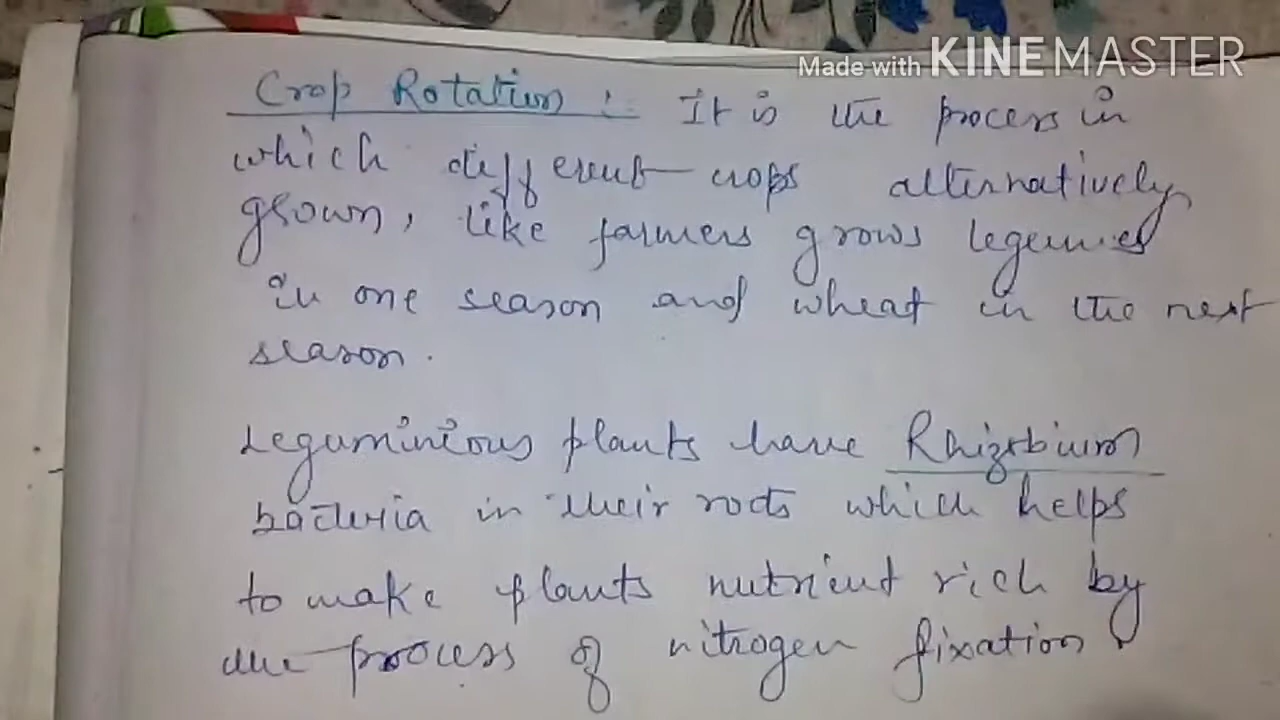 Made with KINEMASTER
Crop Rotation :- It is the process in
which different crops alternatively
grown, like farmers grows legumes
in one season and wheat in the next
season.
Leguminious plants have Rhizobium
bacteria in their roots which helps
to make plants nutrient rich by
the process of nitrogen fixation.